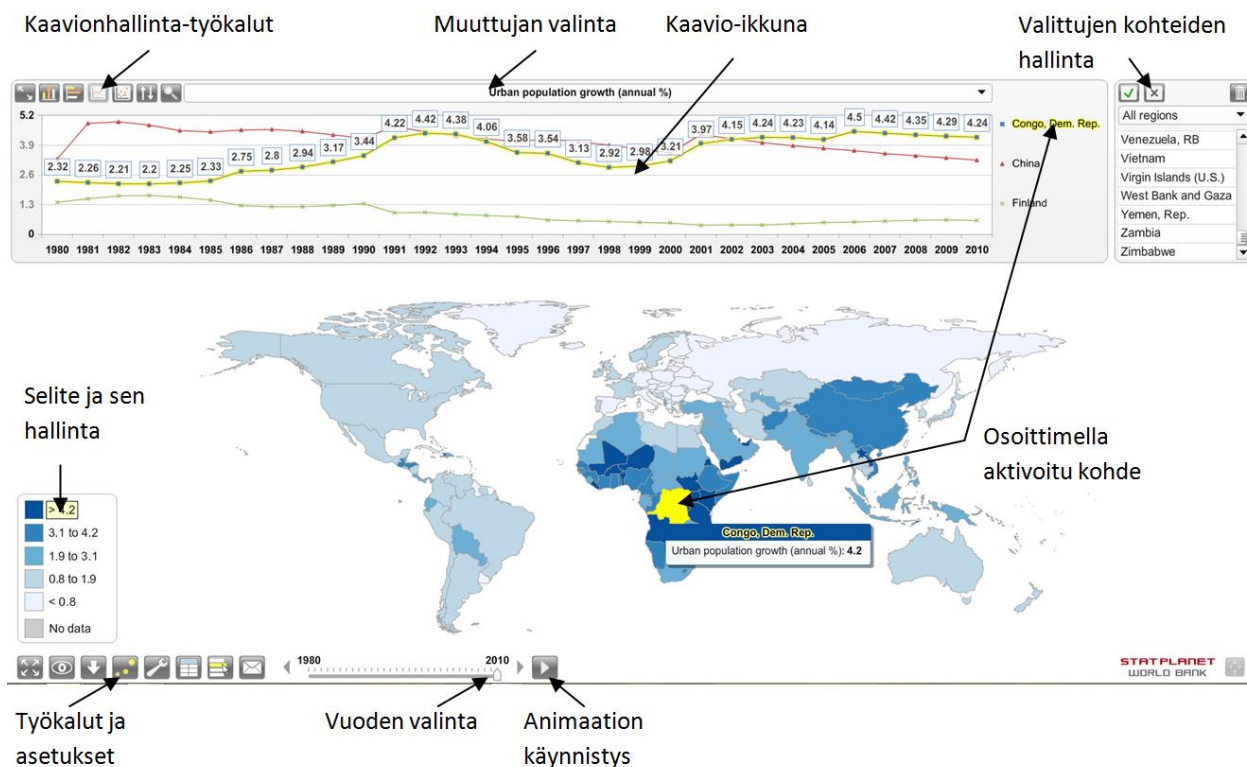 Kaavionhallinta-työkalut
Muuttujan valinta
Kaavio-ikkuna
Valittujen kohteiden
hallinta
Urban population growth (annual %)
5.2
3.9
2.6
1.3
0
2.32 2.26 2.21 2.2 2.25 2.33 2.75 2.8 2.94 3.17 3.44 4.22 4.42 4.38 4.06 3.58 3.54 3.13 2.92 2.98 3.21 3.97 4.15 4.24 4.23 4.14 4.5 4.42 4.35 4.29 4.24
1980 1981 1982 1983 1984 1985 1986 1987 1988 1989 1990 1991 1992 1993 1994 1995 1996 1997 1998 1999 2000 2001 2002 2003 2004 2005 2006 2007 2008 2009 2010
Congo, Dem. Rep.
China
Finland
All regions
Venezuela, RB
Vietnam
Virgin Islands (U.S.)
West Bank and Gaza
Yemen, Rep.
Zambia
Zimbabwe
Selite ja sen
hallinta
Osoittimella
aktivoitu kohde
> 4.2
3.1 to 4.2
1.9 to 3.1
0.8 to 1.9
< 0.8
No data
Congo, Dem. Rep.
Urban population growth (annual %): 4.2
1980
2010
STATPLANET
WORLD BANK
Työkalut ja
asetukset
Vuoden valinta
Animaation
käynnistys